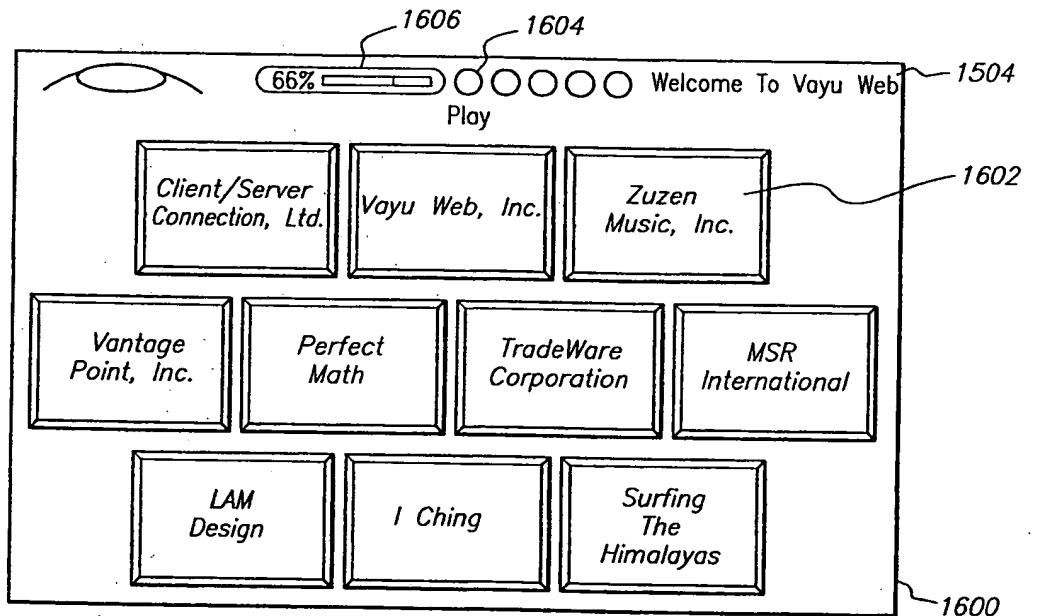 1606
1604
66%
Welcome To Vayu Web
1504
Play
Client/Server
Connection, Ltd.
Vayu Web, Inc.
Zuzen
Music, Inc.
1602
Vantage
Point, Inc.
Perfect
Math
TradeWare
Corporation
MSR
International
LAM
Design
I Ching
Surfing
The
Himalayas
1600